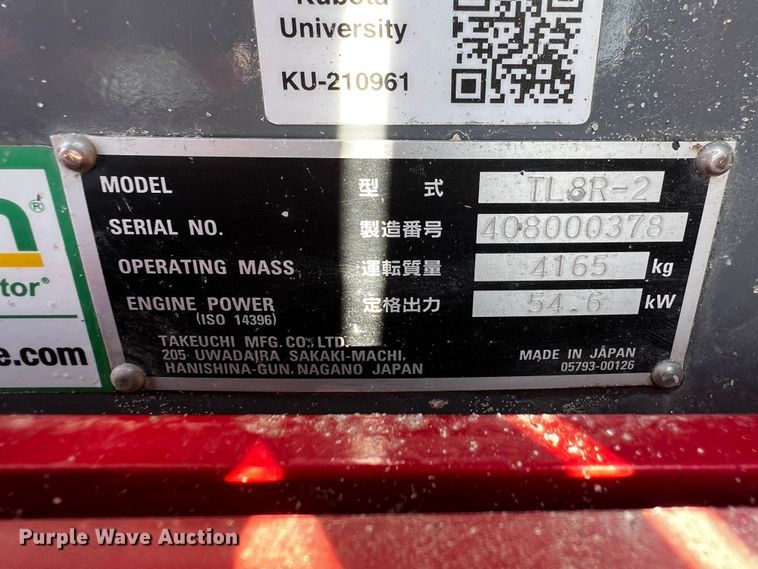 Kubota
University
KU-210961
n®
tor®
e.com
MODEL 型 式 TL8R-2
SERIAL NO. 製造番号 408000378
OPERATING MASS 運転質量 4165 kg
ENGINE POWER 定格出力 54.6 kW
(ISO 14396)
TAKEUCHI MFG. CO., LTD.
205 UWADAIRA SAKAKI-MACHI,
HANISHINA-GUN, NAGANO JAPAN
MADE IN JAPAN
05793-00126
Purple Wave Auction®